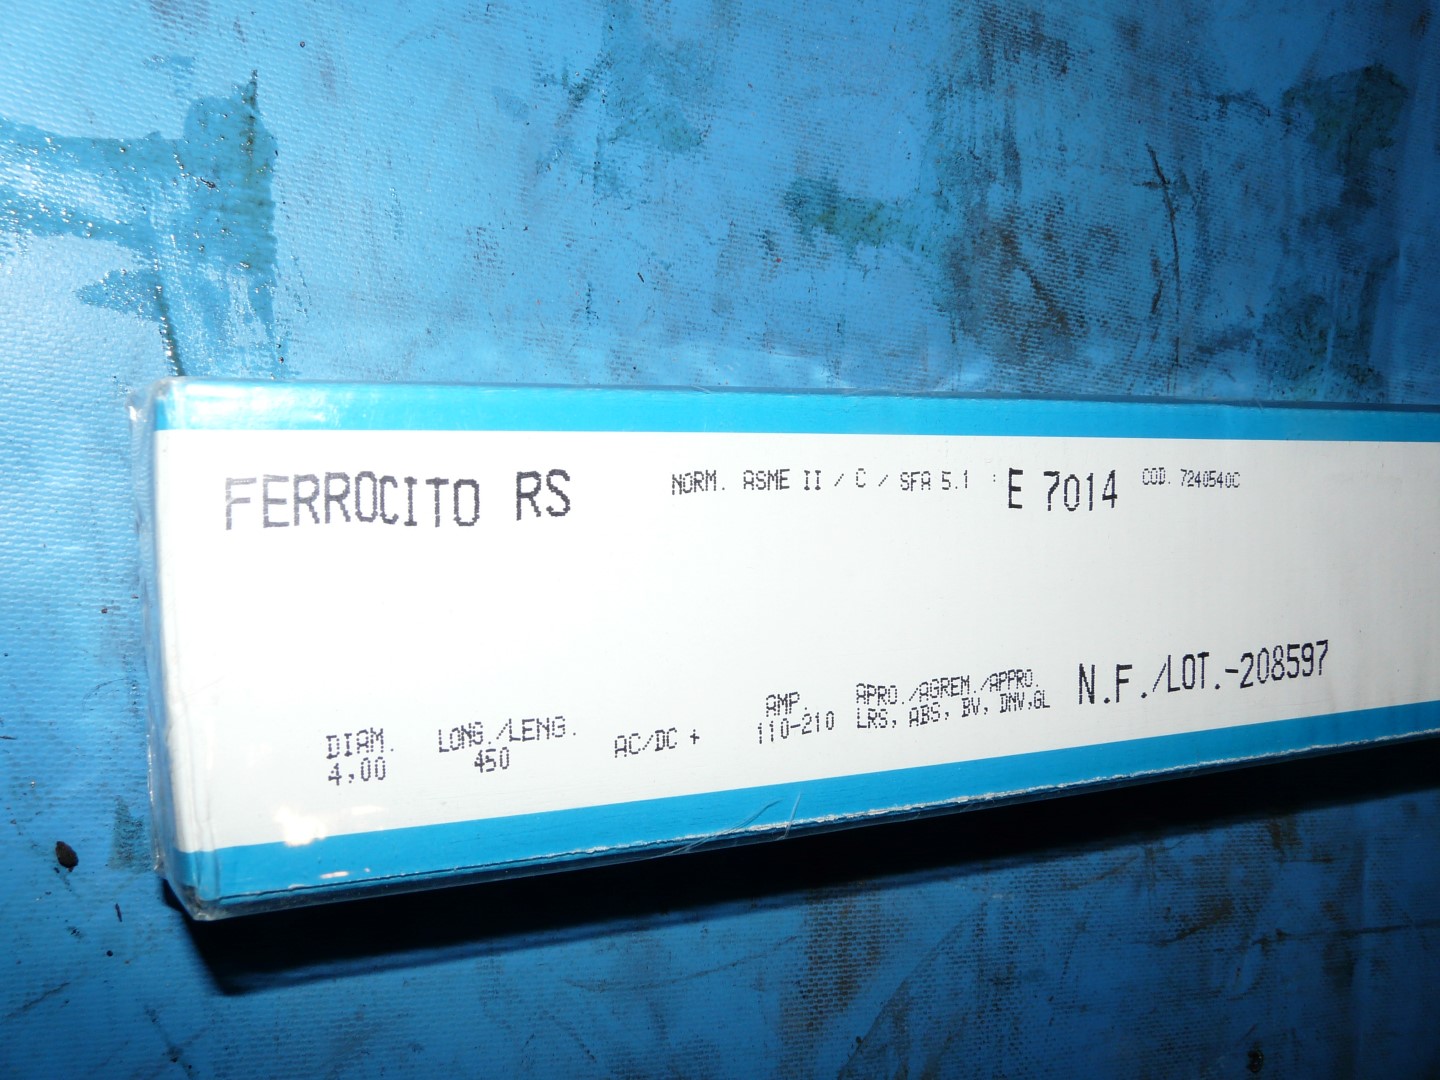 FERROCITO RS
NORM. ASME II / C / SFA 5.1 : E 7014 COD. 7240540C
DIAM.
4,00
LONG./LENG.
450
AC/DC +
AMP.
110-210
APRO./AGREM./APPRO.
LRS, ABS, BV, DNV,GL
N.F./LOT.-208597